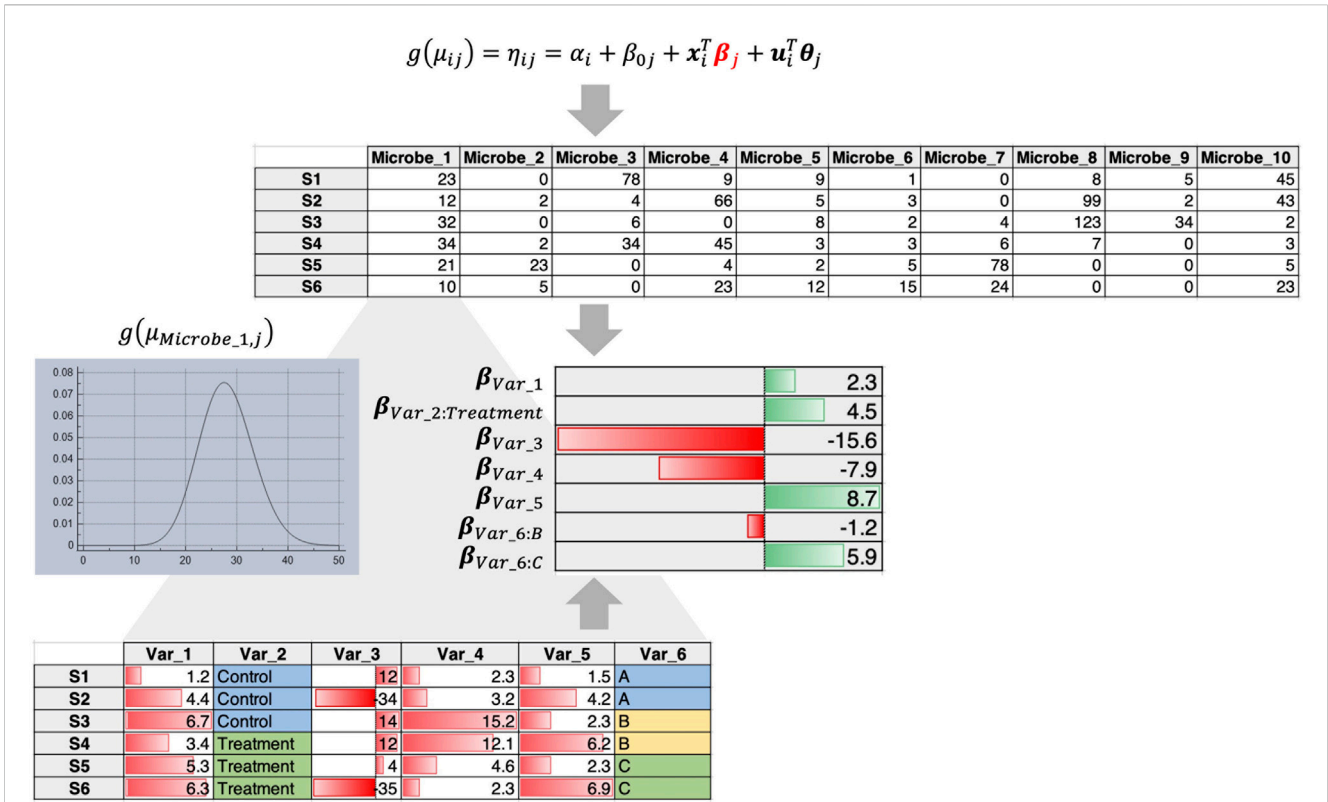 g(μij) = ηij = αi + β0j + xiTβj + uiTθj
Microbe_1 Microbe_2 Microbe_3 Microbe_4 Microbe_5 Microbe_6 Microbe_7 Microbe_8 Microbe_9 Microbe_10
S1 23 0 78 9 9 1 0 8 5 45
S2 12 2 4 66 5 3 0 99 2 43
S3 32 0 6 0 8 2 4 123 34 2
S4 34 2 34 45 3 3 6 7 0 3
S5 21 23 0 4 2 5 78 0 0 5
S6 10 5 0 23 12 15 24 0 0 23
g(μMicrobe_1,j)
0.08
0.07
0.06
0.05
0.04
0.03
0.02
0.01
0
0 10 20 30 40 50
βVar_1 2.3
βVar_2:Treatment 4.5
βVar_3 -15.6
βVar_4 -7.9
βVar_5 8.7
βVar_6:B -1.2
βVar_6:C 5.9
Var_1 Var_2 Var_3 Var_4 Var_5 Var_6
S1 1.2 Control 12 2.3 1.5 A
S2 4.4 Control -34 3.2 4.2 A
S3 6.7 Control 14 15.2 2.3 B
S4 3.4 Treatment 12 12.1 6.2 B
S5 5.3 Treatment 4 4.6 2.3 C
S6 6.3 Treatment -35 2.3 6.9 C